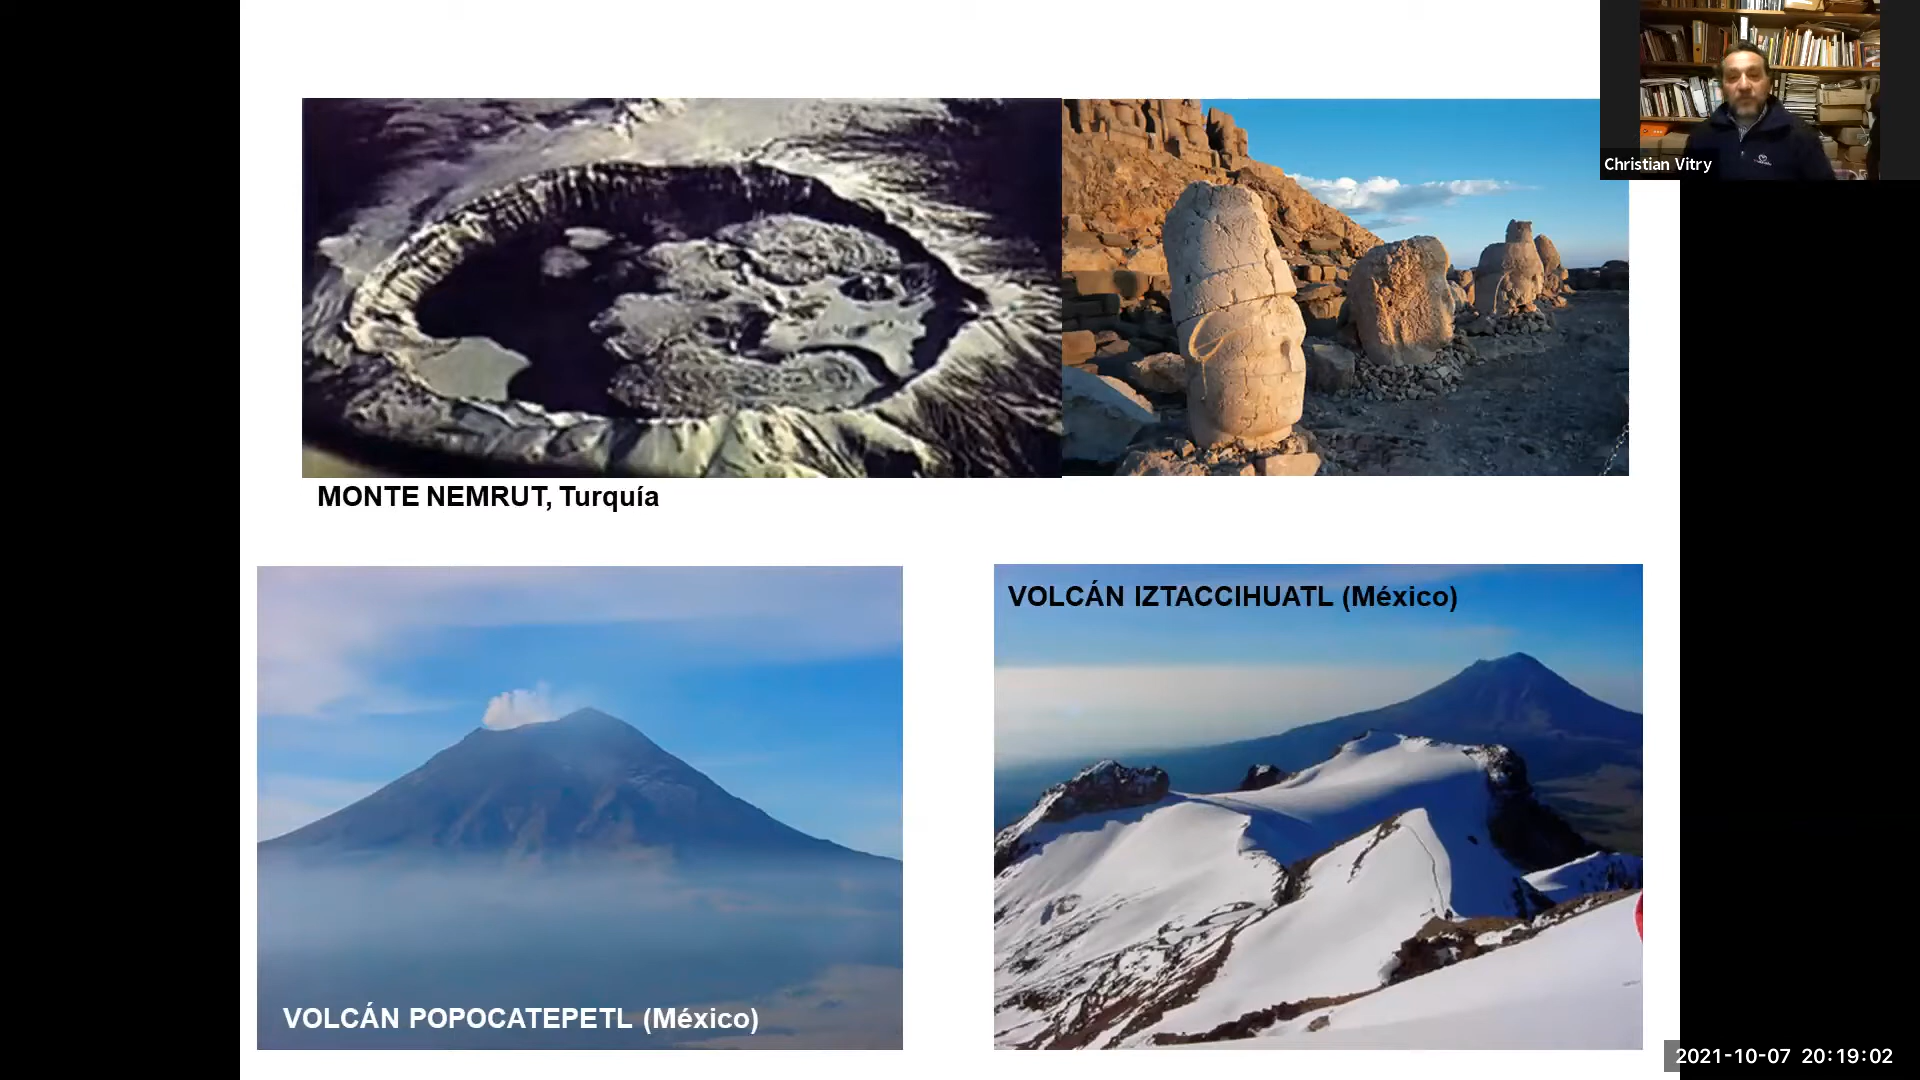 Christian Vitry
MONTE NEMRUT, Turquía
VOLCÁN IZTACCIHUATL (México)
VOLCÁN POPOCATEPETL (México)
2021-10-07 20:19:02